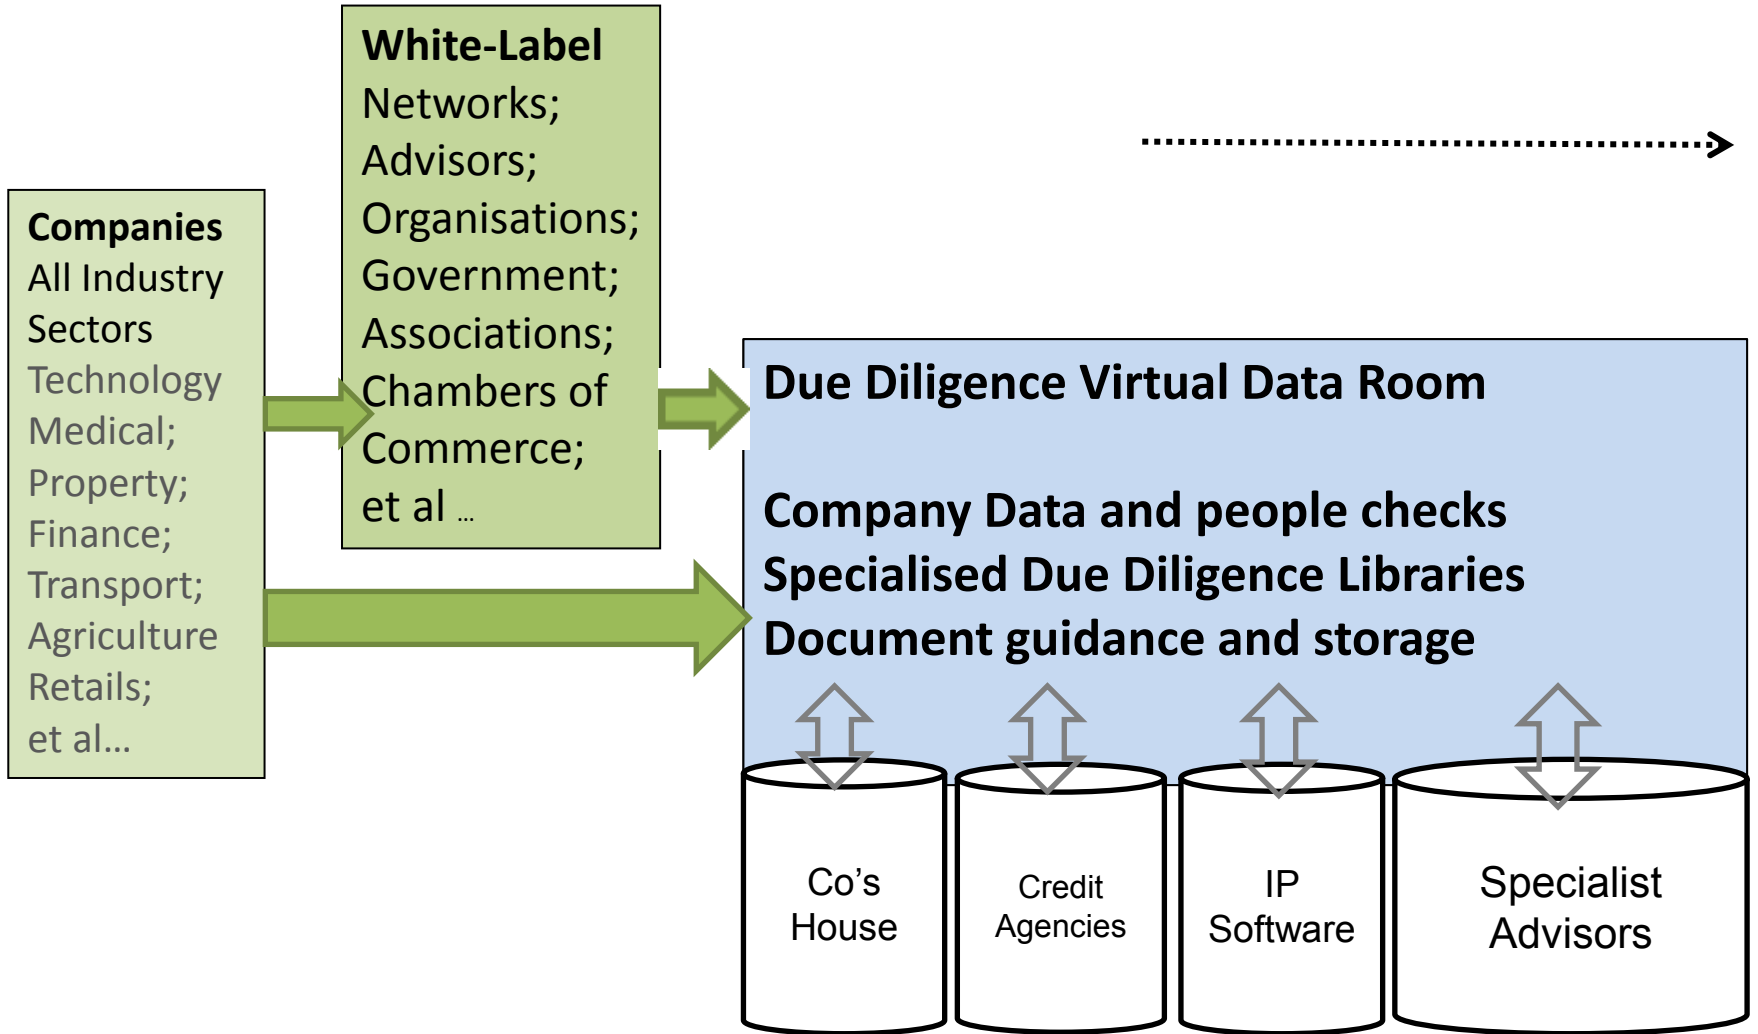 Companies
All Industry
Sectors
Technology
Medical;
Property;
Finance;
Transport;
Agriculture
Retails;
et al...
White-Label
Networks;
Advisors;
Organisations;
Government;
Associations;
Chambers of
Commerce;
et al ...
Due Diligence Virtual Data Room
Company Data and people checks
Specialised Due Diligence Libraries
Document guidance and storage
Co's
House
Credit
Agencies
IP
Software
Specialist
Advisors